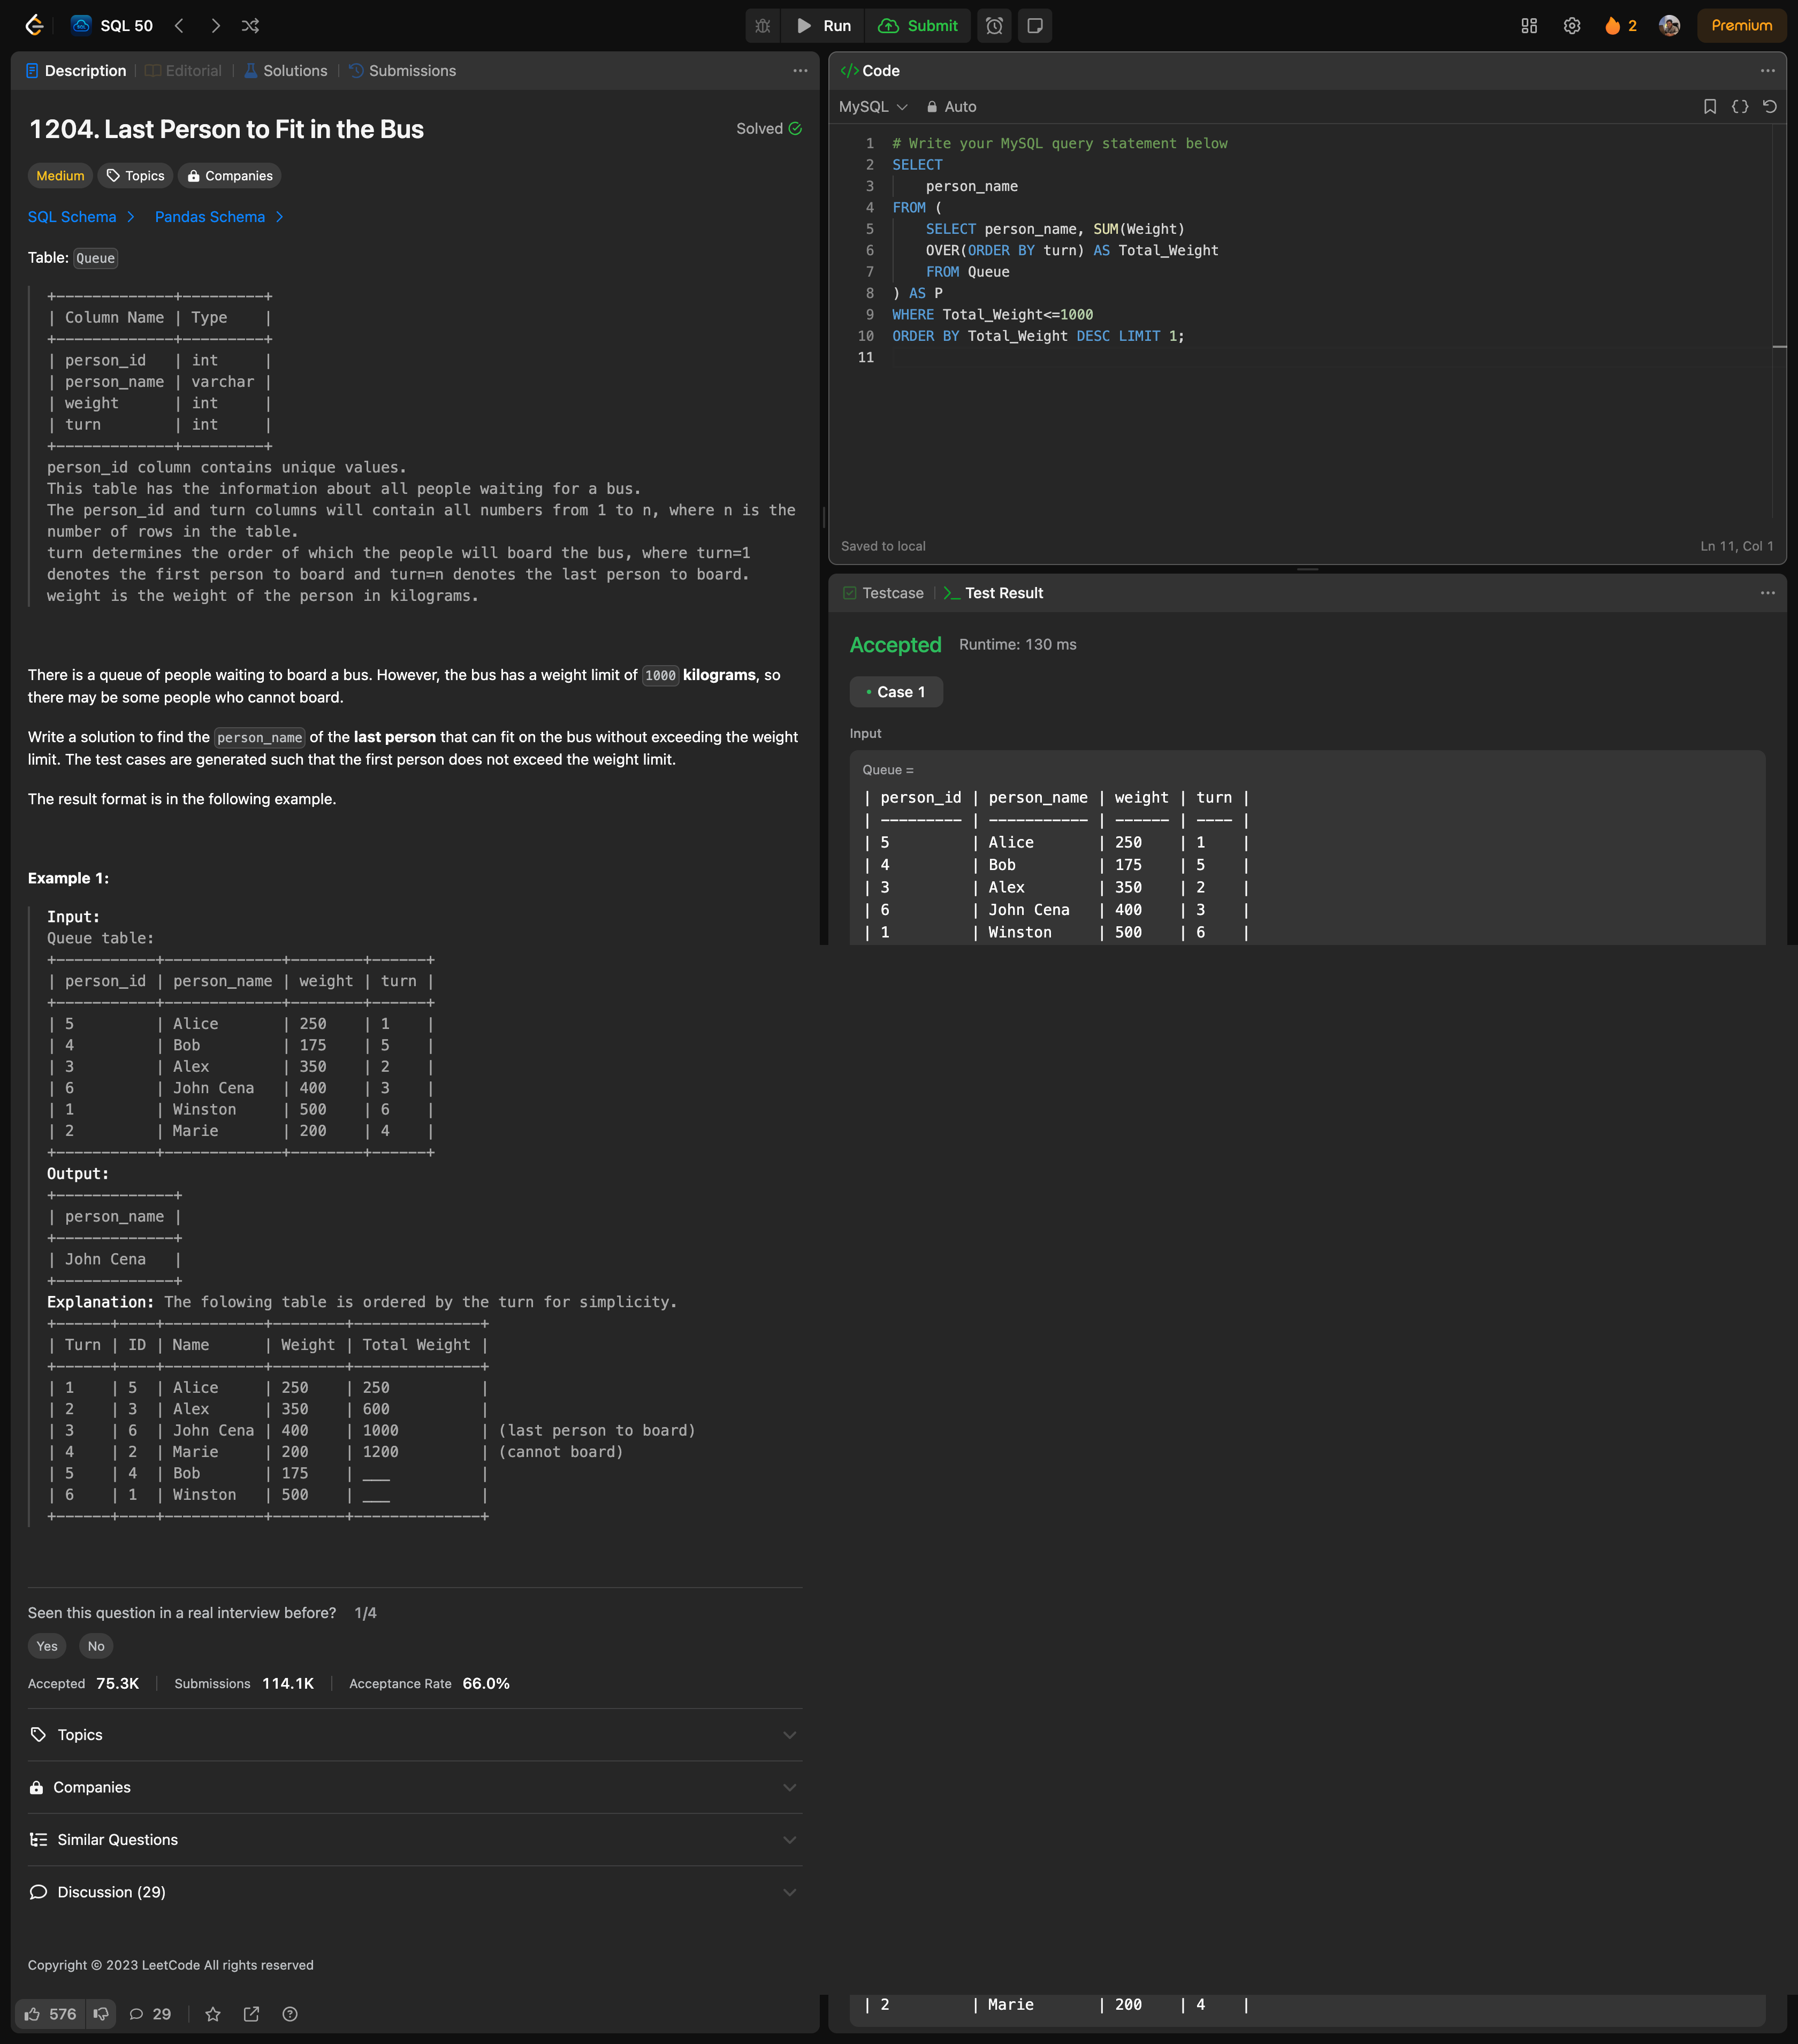 SQL 50
Run
Submit
2
Premium
Description
Editorial
Solutions
Submissions
1204. Last Person to Fit in the Bus
Solved
Medium
Topics
Companies
SQL Schema
Pandas Schema
Table: Queue
+-------------+---------+
| Column Name | Type    |
+-------------+---------+
| person_id   | int     |
| person_name | varchar |
| weight      | int     |
| turn        | int     |
+-------------+---------+
person_id column contains unique values.
This table has the information about all people waiting for a bus.
The person_id and turn columns will contain all numbers from 1 to n, where n is the
number of rows in the table.
turn determines the order of which the people will board the bus, where turn=1
denotes the first person to board and turn=n denotes the last person to board.
weight is the weight of the person in kilograms.
There is a queue of people waiting to board a bus. However, the bus has a weight limit of 1000 kilograms, so
there may be some people who cannot board.
Write a solution to find the person_name of the last person that can fit on the bus without exceeding the weight
limit. The test cases are generated such that the first person does not exceed the weight limit.
The result format is in the following example.
Example 1:
Input:
Queue table:
+-----------+-------------+--------+------+
| person_id | person_name | weight | turn |
+-----------+-------------+--------+------+
| 5         | Alice       | 250    | 1    |
| 4         | Bob         | 175    | 5    |
| 3         | Alex        | 350    | 2    |
| 6         | John Cena   | 400    | 3    |
| 1         | Winston     | 500    | 6    |
| 2         | Marie       | 200    | 4    |
+-----------+-------------+--------+------+
Output:
+-------------+
| person_name |
+-------------+
| John Cena   |
+-------------+
Explanation: The folowing table is ordered by the turn for simplicity.
+------+----+-----------+--------+--------------+
| Turn | ID | Name      | Weight | Total Weight |
+------+----+-----------+--------+--------------+
| 1    | 5  | Alice     | 250    | 250          |
| 2    | 3  | Alex      | 350    | 600          |
| 3    | 6  | John Cena | 400    | 1000         | (last person to board)
| 4    | 2  | Marie     | 200    | 1200         | (cannot board)
| 5    | 4  | Bob       | 175    | ___          |
| 6    | 1  | Winston   | 500    | ___          |
+------+----+-----------+--------+--------------+
Seen this question in a real interview before? 1/4
Yes
No
Accepted 75.3K
Submissions 114.1K
Acceptance Rate 66.0%
Topics
Companies
Similar Questions
Discussion (29)
Copyright © 2023 LeetCode All rights reserved
576
29
Code
MySQL
Auto
1 # Write your MySQL query statement below
2 SELECT
3     person_name
4 FROM (
5     SELECT person_name, SUM(Weight)
6     OVER(ORDER BY turn) AS Total_Weight
7     FROM Queue
8 ) AS P
9 WHERE Total_Weight<=1000
10 ORDER BY Total_Weight DESC LIMIT 1;
11
Saved to local
Ln 11, Col 1
Testcase
Test Result
Accepted
Runtime: 130 ms
Case 1
Input
Queue =
| person_id | person_name | weight | turn |
| --------- | ----------- | ------ | ---- |
| 5         | Alice       | 250    | 1    |
| 4         | Bob         | 175    | 5    |
| 3         | Alex        | 350    | 2    |
| 6         | John Cena   | 400    | 3    |
| 1         | Winston     | 500    | 6    |
| 2         | Marie       | 200    | 4    |